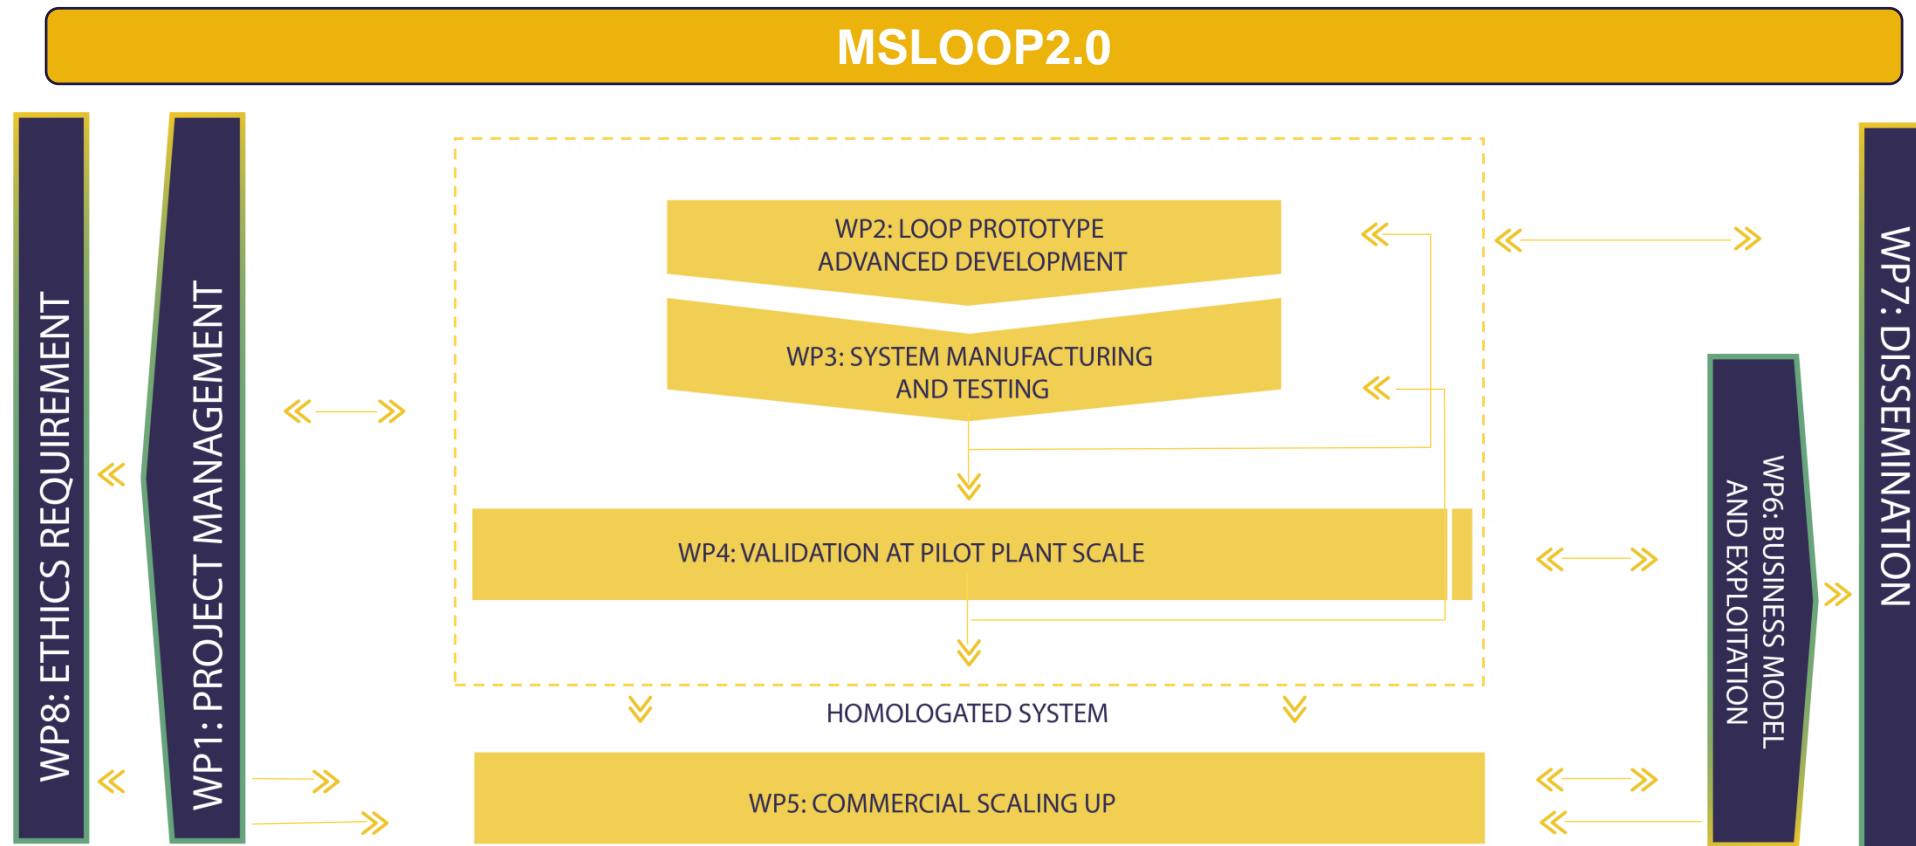 MSLOOP2.0
WP8: ETHICS REQUIREMENT
WP1: PROJECT MANAGEMENT
WP2: LOOP PROTOTYPE
ADVANCED DEVELOPMENT
WP3: SYSTEM MANUFACTURING
AND TESTING
WP4: VALIDATION AT PILOT PLANT SCALE
HOMOLOGATED SYSTEM
WP5: COMMERCIAL SCALING UP
WP6: BUSINESS MODEL
AND EXPLOITATION
WP7: DISSEMINATION